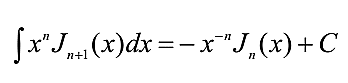 ∫xⁿJₙ₊₁(x)dx = −x⁻ⁿJₙ(x) + C